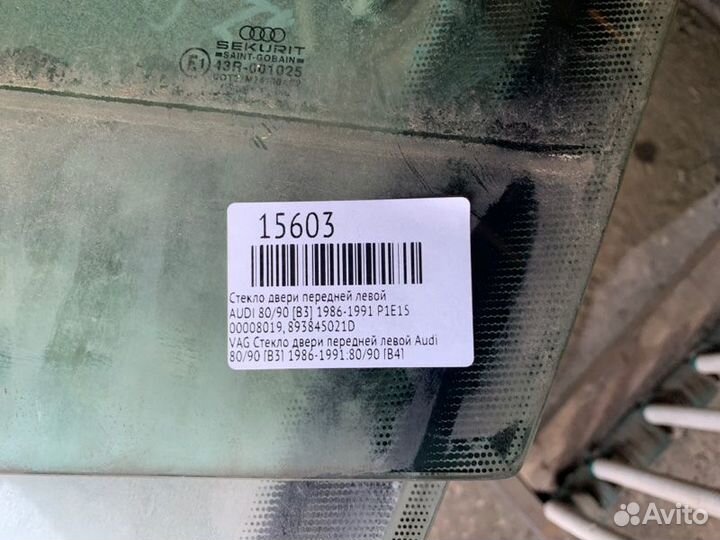 SEKURIT
SAINT-GOBAIN
E1 43R-001025
15603
Стекло двери передней левой
AUDI 80/90 [B3] 1986-1991 P1E1S
00008019, 893845021D
VAG Стекло двери передней левой Audi
80/90 [B3] 1986-1991;80/90 [B4]
Avito